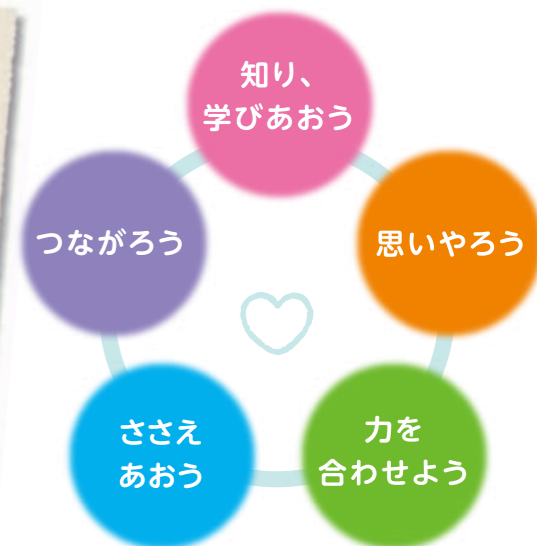 知り、
学びあおう
思いやろう
力を
合わせよう
ささえ
あおう
つながろう